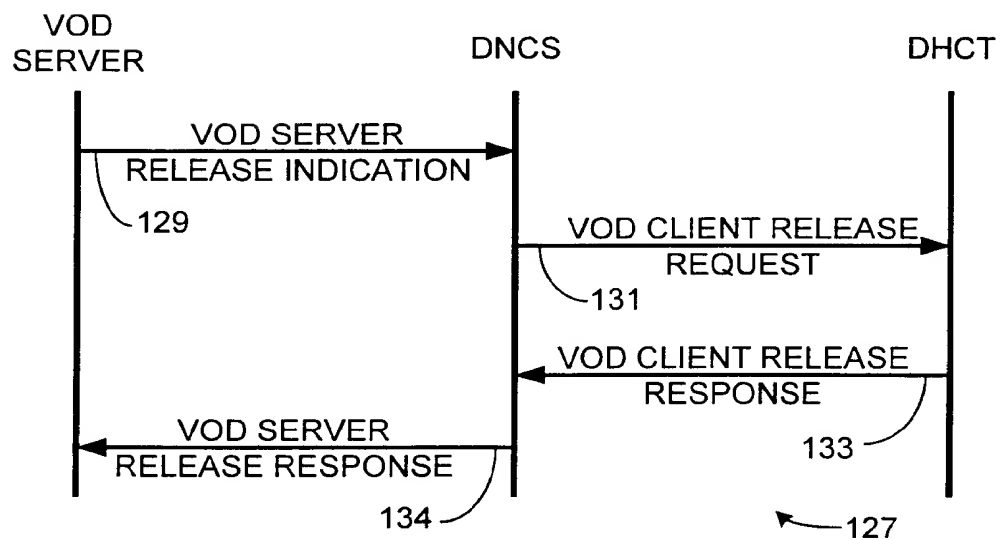 VOD
SERVER
DNCS
DHCT
VOD SERVER
RELEASE INDICATION
129
VOD CLIENT RELEASE
REQUEST
131
VOD CLIENT RELEASE
RESPONSE
133
VOD SERVER
RELEASE RESPONSE
134
127